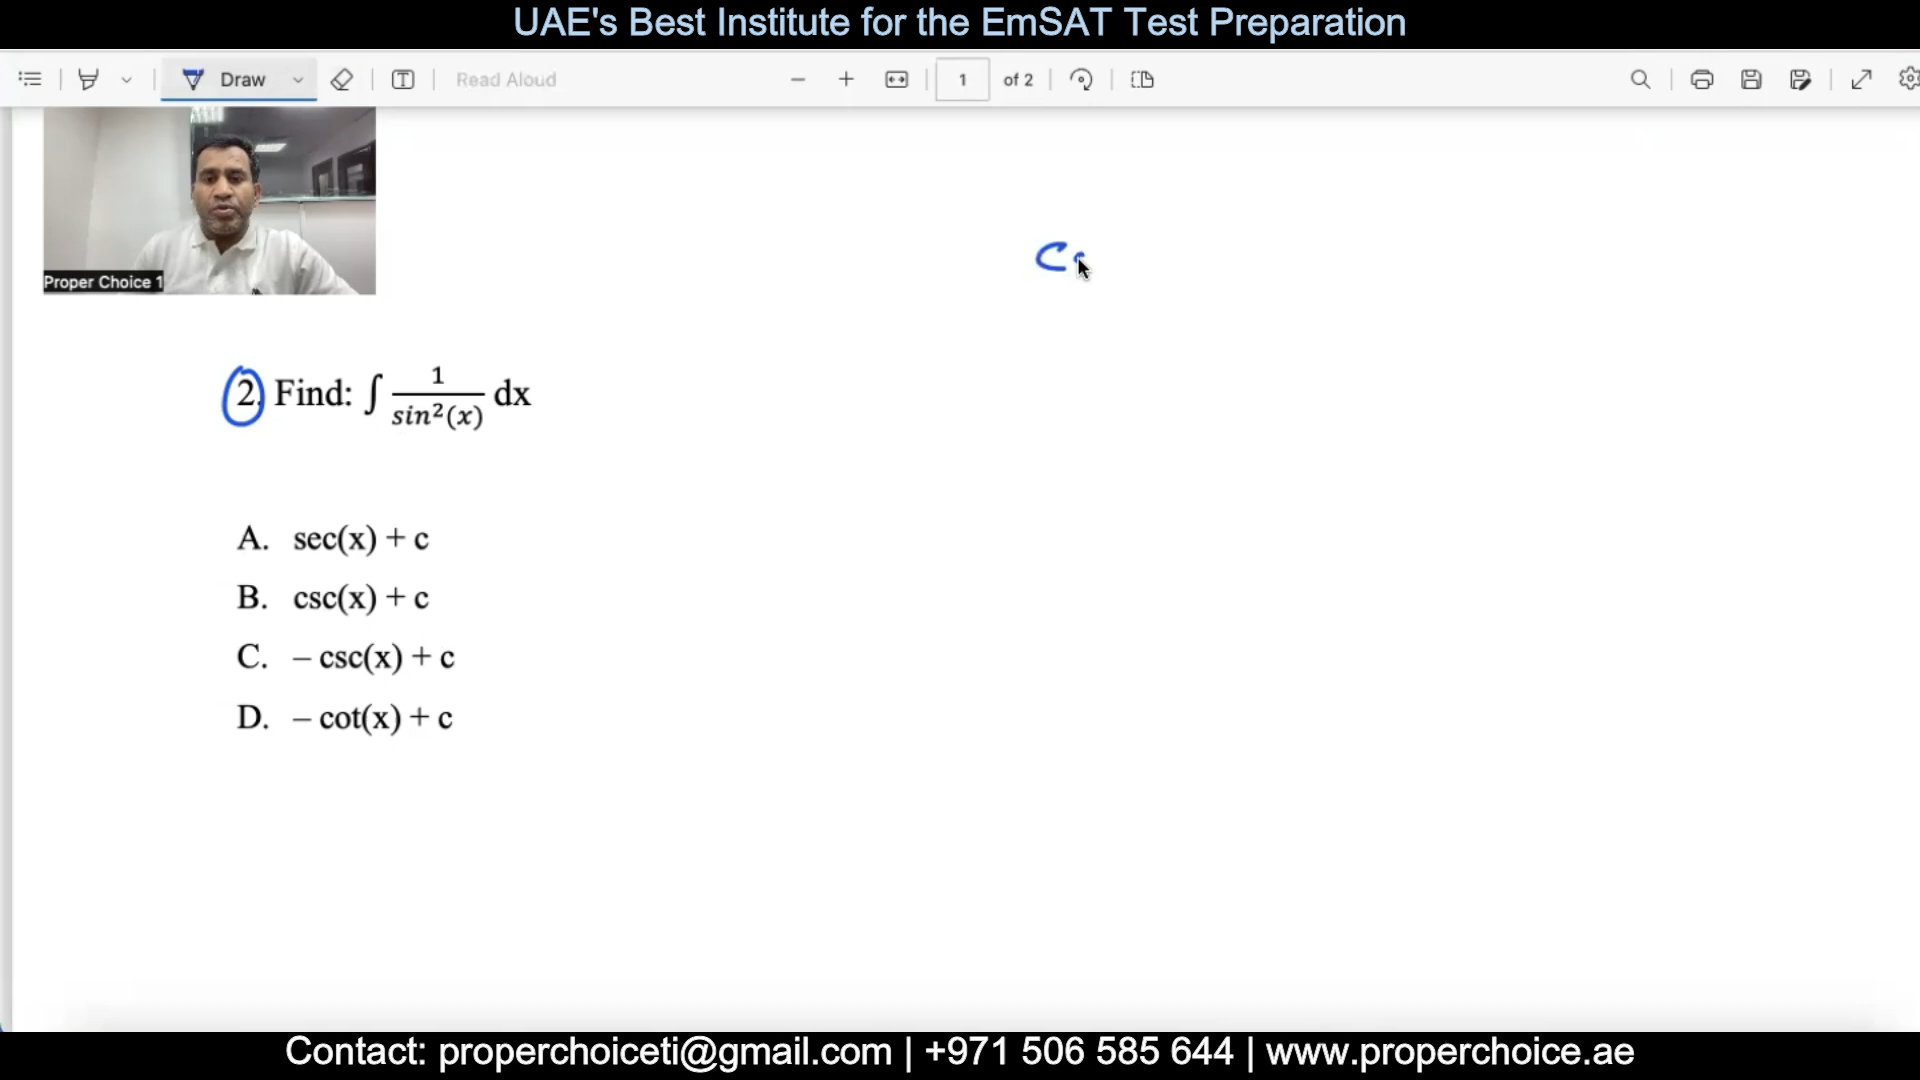 UAE's Best Institute for the EmSAT Test Preparation
Draw Read Aloud 1 of 2
Proper Choice 1
2. Find: ∫ 1/sin²(x) dx
A. sec(x) + c
B. csc(x) + c
C. – csc(x) + c
D. – cot(x) + c
Contact: properchoiceti@gmail.com | +971 506 585 644 | www.properchoice.ae